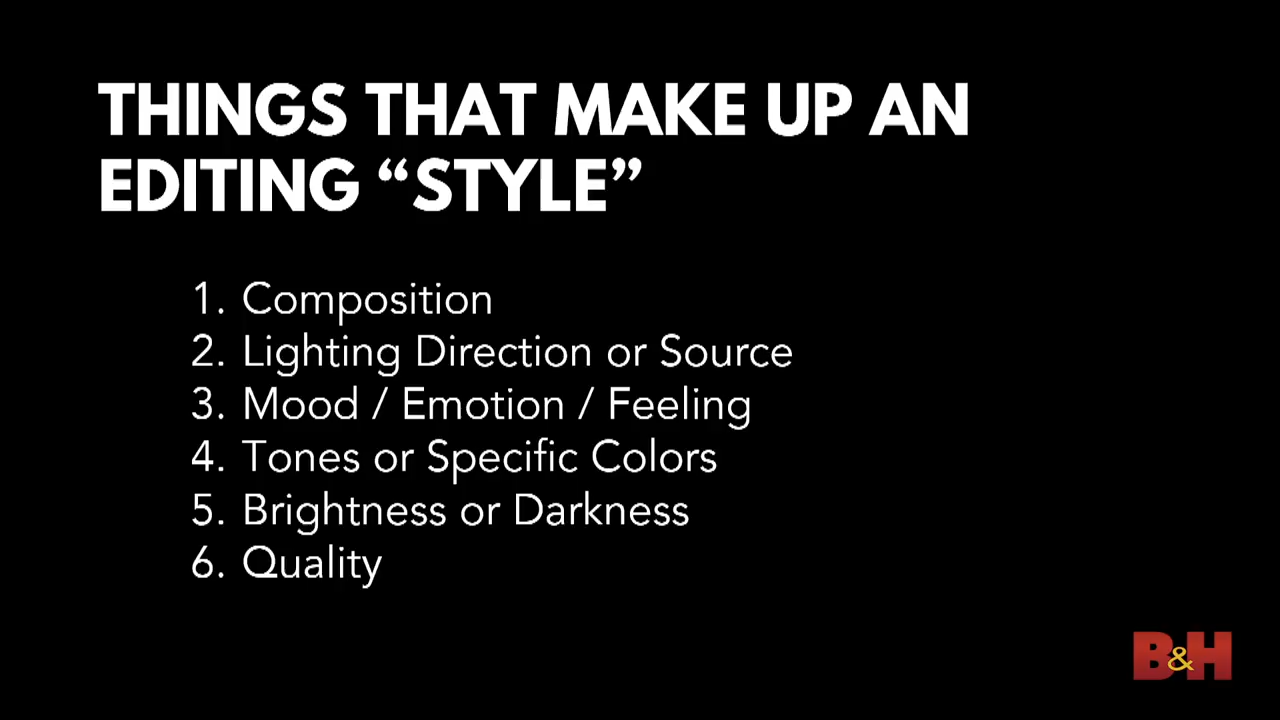 THINGS THAT MAKE UP AN
EDITING “STYLE”
1. Composition
2. Lighting Direction or Source
3. Mood / Emotion / Feeling
4. Tones or Specific Colors
5. Brightness or Darkness
6. Quality
B&H